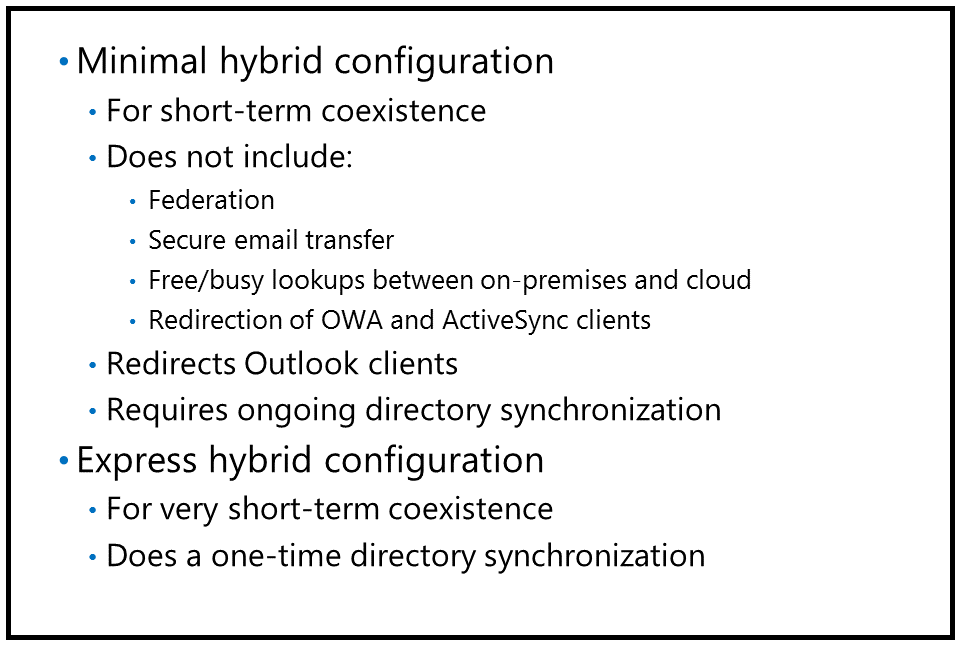 • Minimal hybrid configuration
• For short-term coexistence
• Does not include:
• Federation
• Secure email transfer
• Free/busy lookups between on-premises and cloud
• Redirection of OWA and ActiveSync clients
• Redirects Outlook clients
• Requires ongoing directory synchronization
• Express hybrid configuration
• For very short-term coexistence
• Does a one-time directory synchronization